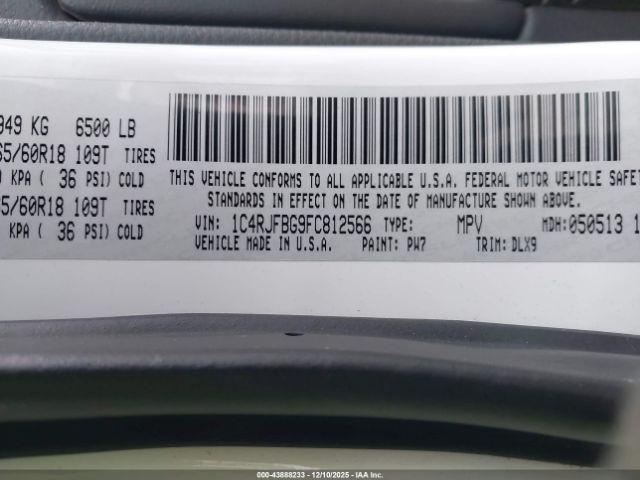 949 KG 6500 LB
65/60R18 109T TIRES
KPA ( 36 PSI) COLD
5/60R18 109T TIRES
KPA ( 36 PSI) COLD
THIS VEHICLE CONFORMS TO ALL APPLICABLE U.S.A. FEDERAL MOTOR VEHICLE SAFET
STANDARDS IN EFFECT ON THE DATE OF MANUFACTURE SHOWN ABOVE.
VIN: 1C4RJFBG9FC812566 TYPE: MPV MDH:050513 1
VEHICLE MADE IN U.S.A. PAINT: PW7 TRIM: DLX9
000-43888233 - 12/10/2025 - IAA Inc.